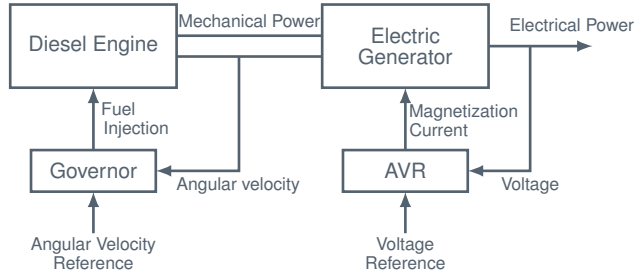 Mechanical Power
Electrical Power
Diesel Engine
Electric
Generator
Fuel
Injection
Magnetization
Current
Governor
Angular velocity
AVR
Voltage
Angular Velocity
Reference
Voltage
Reference